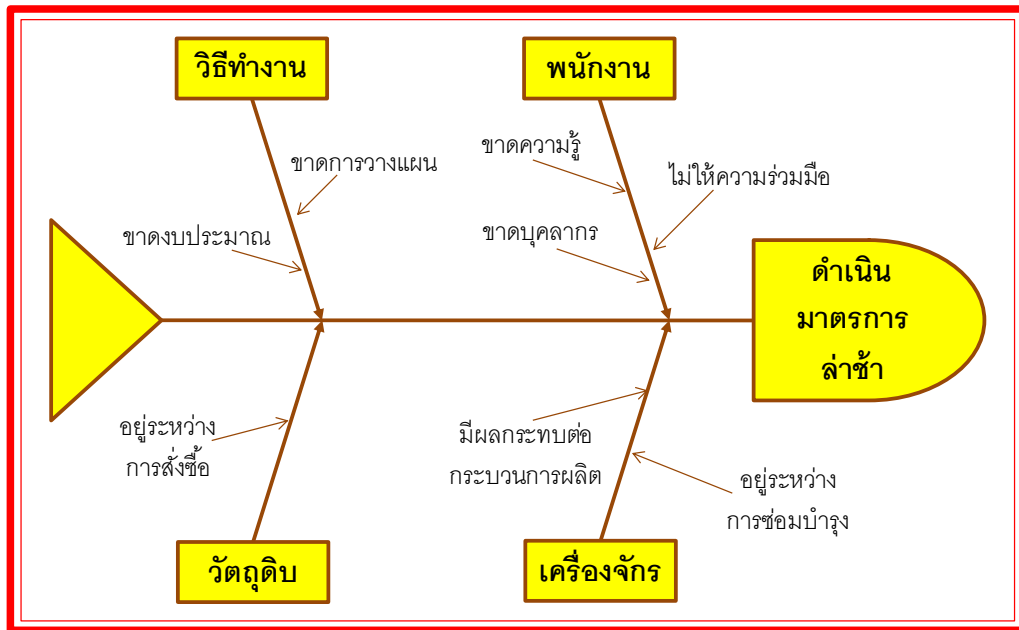 วิธีทำงาน
พนักงาน
ขาดการวางแผน
ขาดงบประมาณ
ขาดความรู้
ไม่ให้ความร่วมมือ
ขาดบุคลากร
ดำเนิน
มาตรการ
ล่าช้า
อยู่ระหว่าง
การสั่งซื้อ
มีผลกระทบต่อ
กระบวนการผลิต
อยู่ระหว่าง
การซ่อมบำรุง
วัตถุดิบ
เครื่องจักร